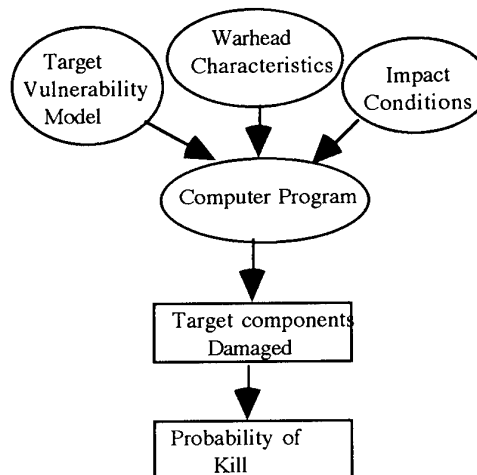 Target
Vulnerability
Model
Warhead
Characteristics
Impact
Conditions
Computer Program
Target components
Damaged
Probability of
Kill